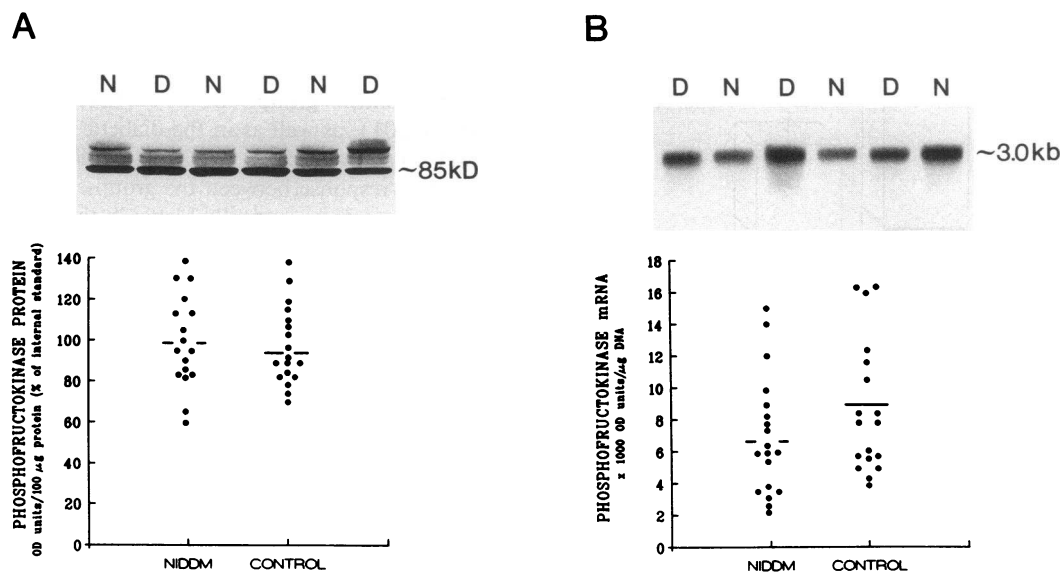 A
N D N D N D
~85kD
PHOSPHOFRUCTOKINASE PROTEIN
OD units/100 μg protein (% of internal standard)
140
120
100
80
60
40
20
0
NIDDM CONTROL
B
D N D N D N
~3.0kb
PHOSPHOFRUCTOKINASE mRNA
x 1000 OD units/μg DNA
18
16
14
12
10
8
6
4
2
0
NIDDM CONTROL